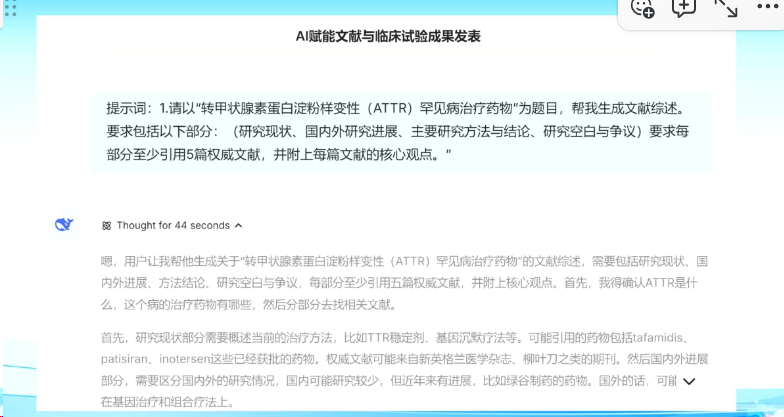 AI赋能文献与临床试验成果发表
提示词：1.请以“转甲状腺素蛋白淀粉样变性（ATTR）罕见病治疗药物”为题目，帮我生成文献综述。
要求包括以下部分：（研究现状、国内外研究进展、主要研究方法与结论、研究空白与争议）要求每
部分至少引用5篇权威文献，并附上每篇文献的核心观点。“
Thought for 44 seconds
嗯，用户让我帮他生成关于“转甲状腺素蛋白淀粉样变性（ATTR）罕见病治疗药物”的文献综述，需要包括研究现状、国
内外进展、方法结论、研究空白与争议，每部分至少引用五篇权威文献，并附上核心观点。首先，我得确认ATTR是什
么，这个病的治疗药物有哪些，然后分部分去找相关文献。
首先，研究现状部分需要概述当前的治疗方法，比如TTR稳定剂、基因沉默疗法等。可能引用的药物包括tafamidis、
patisiran、inotersen这些已经获批的药物。权威文献可能来自新英格兰医学杂志、柳叶刀之类的期刊。然后国内外进展
部分，需要区分国内外的研究情况，国内可能研究较少，但近年来有进展，比如绿谷制药的药物。国外的话，可能
在基因治疗和组合疗法上。